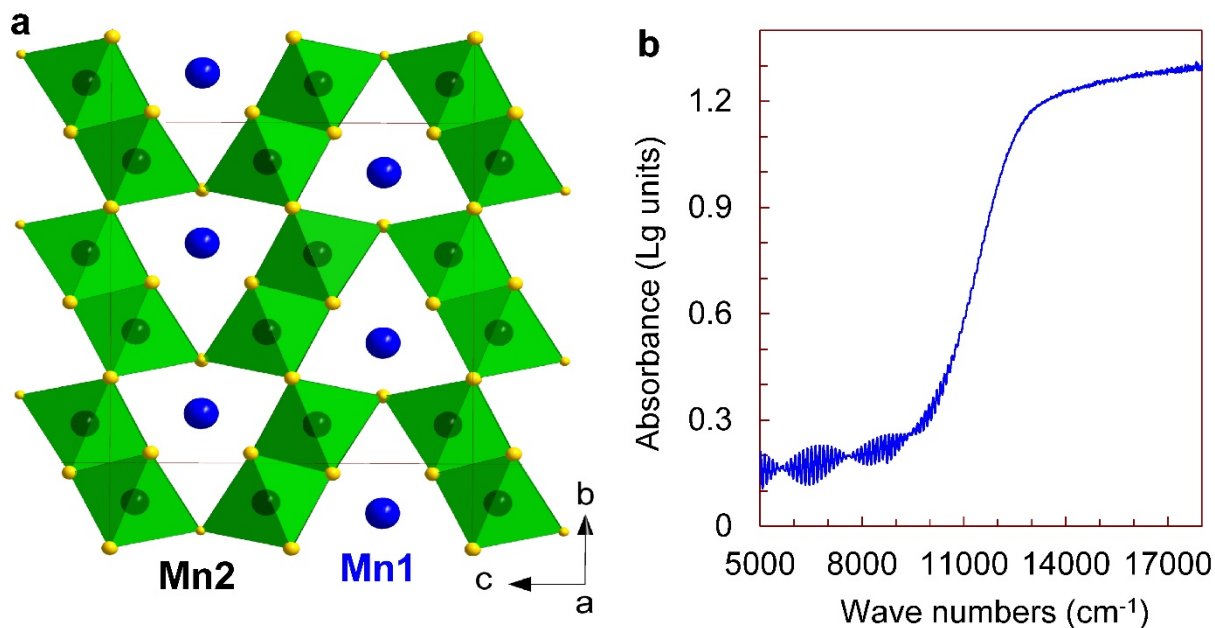 a
Mn2
Mn1
b
c
a
b
Absorbance (Lg units)
1.2
0.9
0.6
0.3
0
5000 8000 11000 14000 17000
Wave numbers (cm⁻¹)